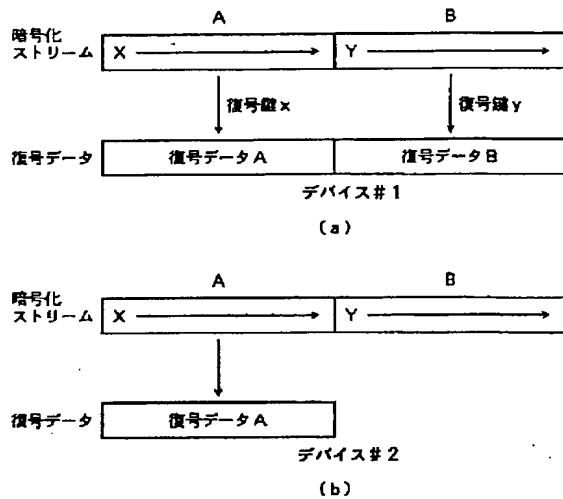 A B
暗号化
ストリーム X Y
復号鍵x 復号鍵y
復号データ 復号データA 復号データB
デバイス#1
(a)
A B
暗号化
ストリーム X Y
復号データ 復号データA
デバイス#2
(b)